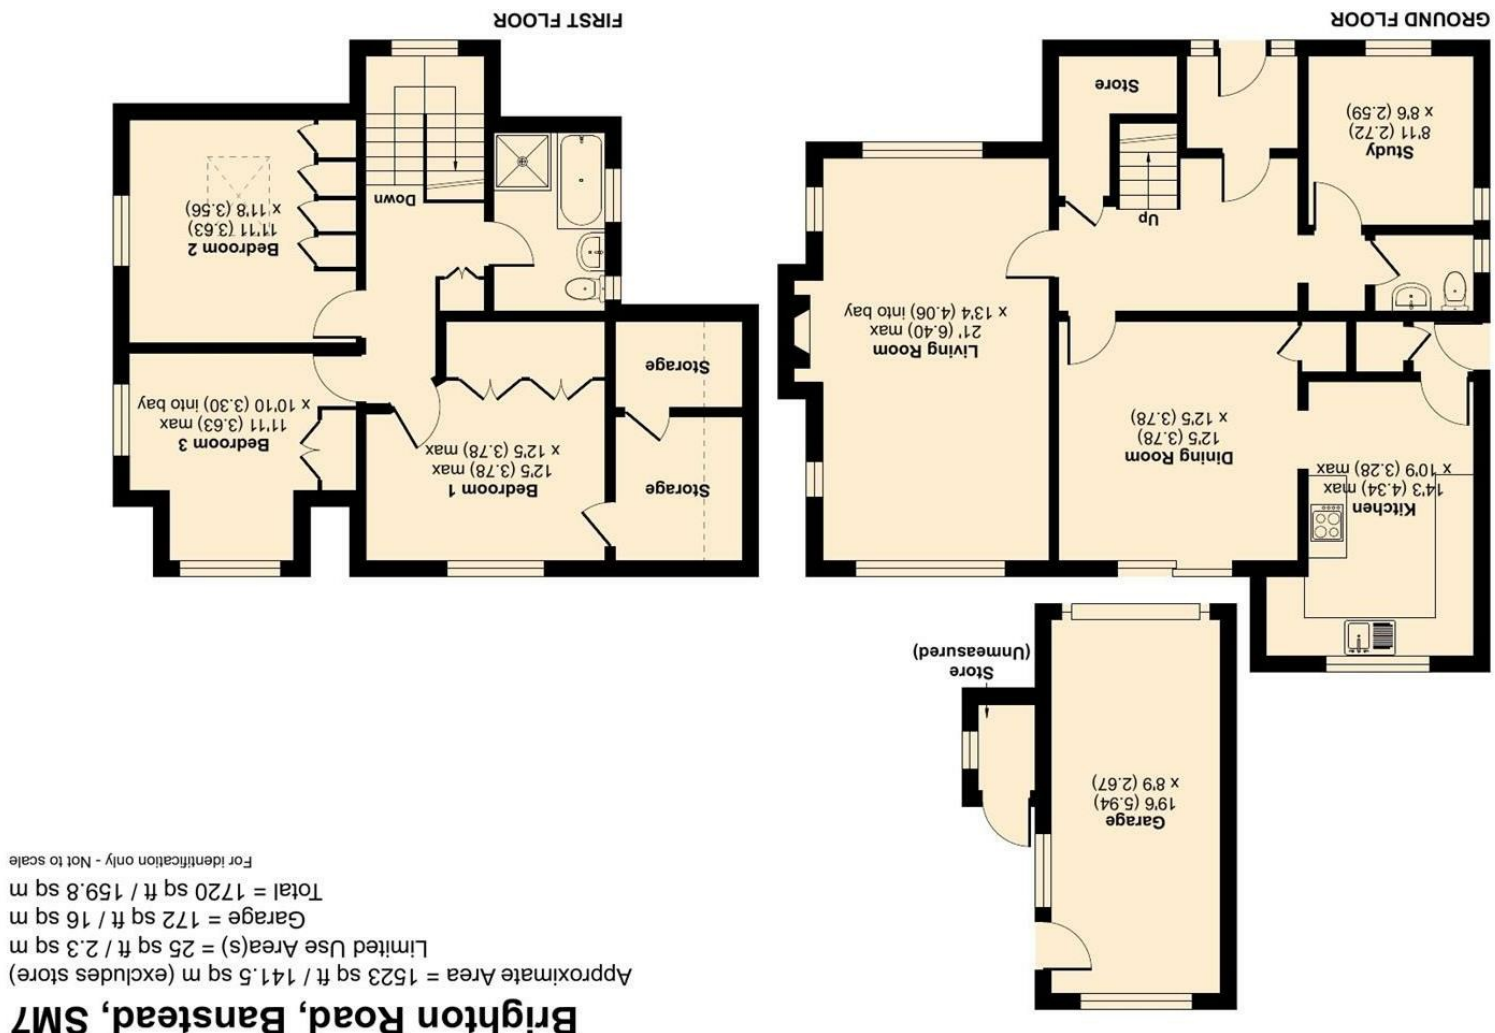 Brighton Road, Banstead, SM7
Approximate Area = 1523 sq ft / 141.5 sq m (excludes store)
Limited Use Area(s) = 25 sq ft / 2.3 sq m
Garage = 172 sq ft / 16 sq m
Total = 1720 sq ft / 159.8 sq m
For identification only - Not to scale
Garage
19'6 (5.94)
x 8'9 (2.67)
Store
(Unmeasured)
Kitchen
14'3 (4.34) max
x 10'9 (3.28) max
Dining Room
12'5 (3.78)
x 12'5 (3.78)
Living Room
21' (6.40) max
x 13'4 (4.06) into bay
Up
Study
8'11 (2.72)
x 8'6 (2.59)
Store
GROUND FLOOR
Storage
Bedroom 1
12'5 (3.78) max
x 12'5 (3.78) max
Bedroom 3
11'11 (3.63) max
x 10'10 (3.30) into bay
Storage
Bedroom 2
11'11 (3.63)
x 11'8 (3.56)
Down
FIRST FLOOR